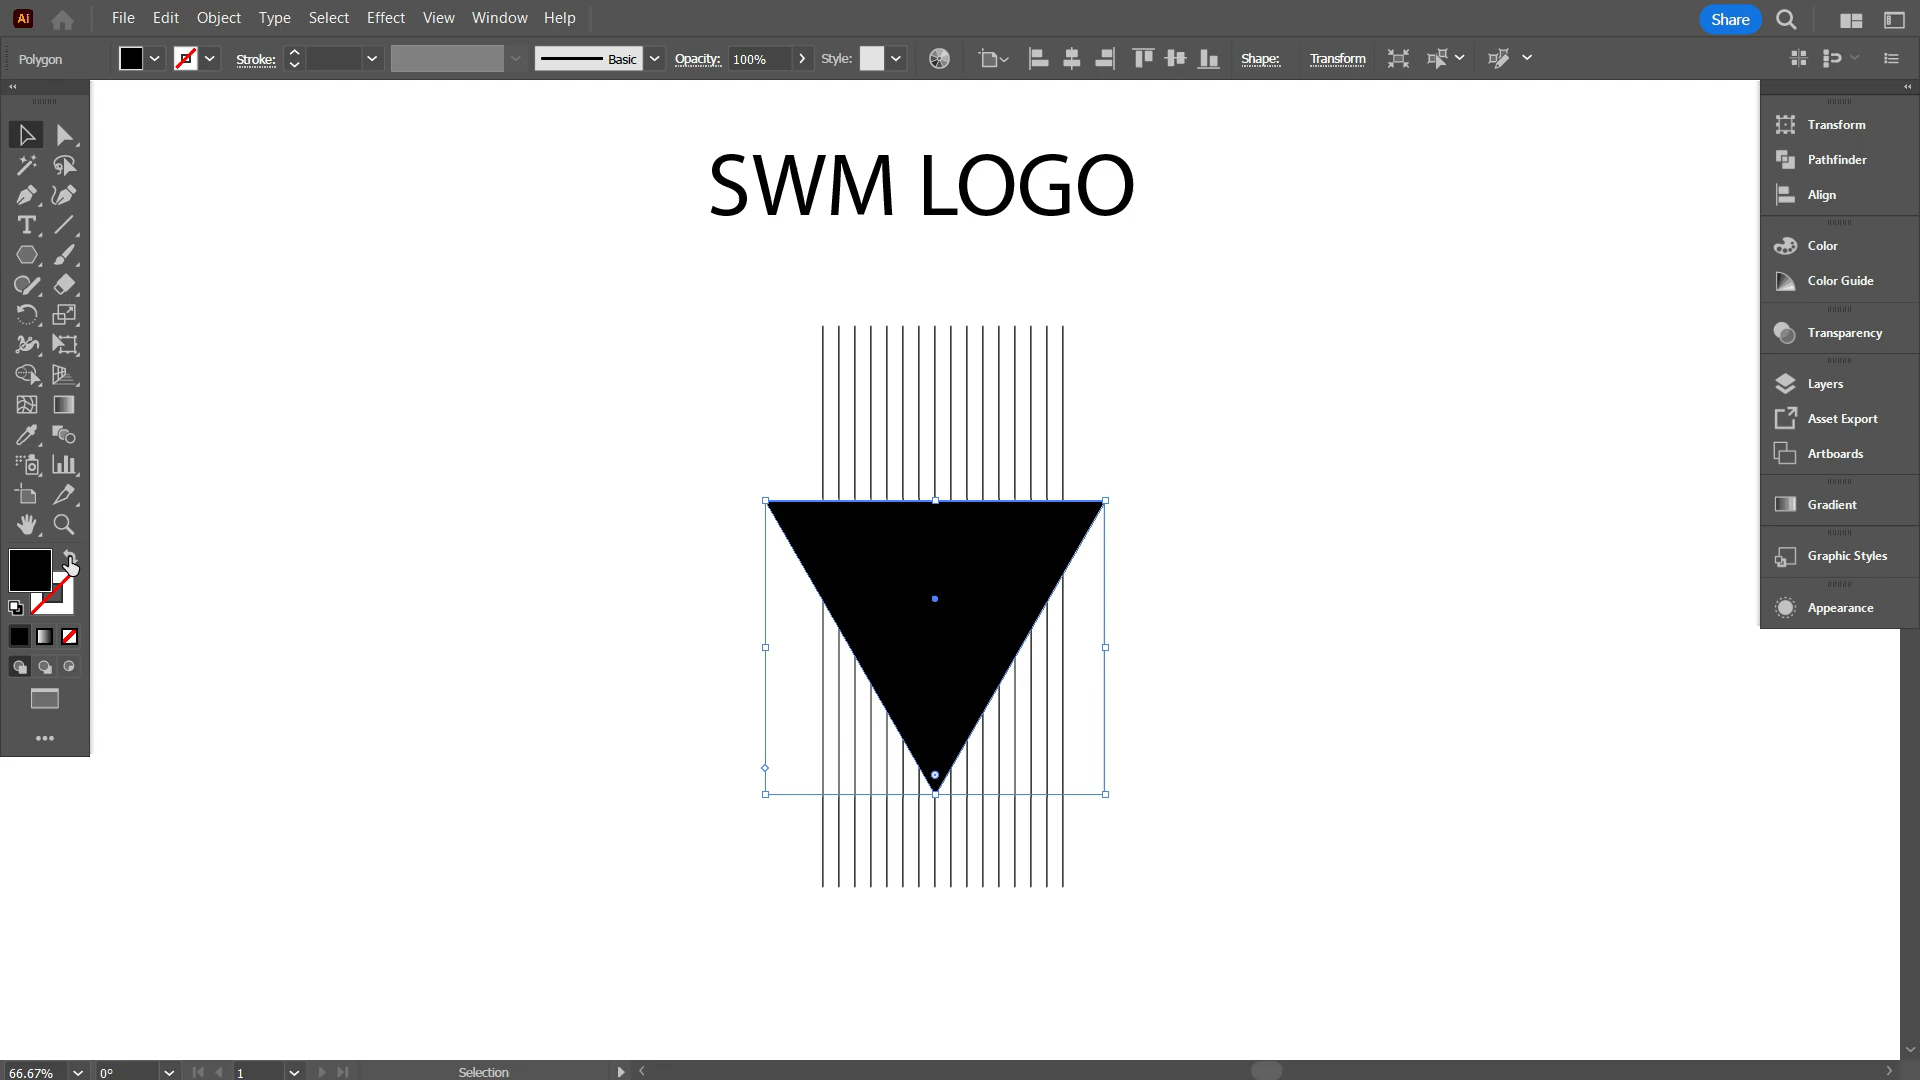 Ai File Edit Object Type Select Effect View Window Help Share
Polygon Stroke: Basic Opacity: 100% Style: Shape: Transform
SWM LOGO
Transform
Pathfinder
Align
Color
Color Guide
Transparency
Layers
Asset Export
Artboards
Gradient
Graphic Styles
Appearance
T
66.67% 0° 1 Selection